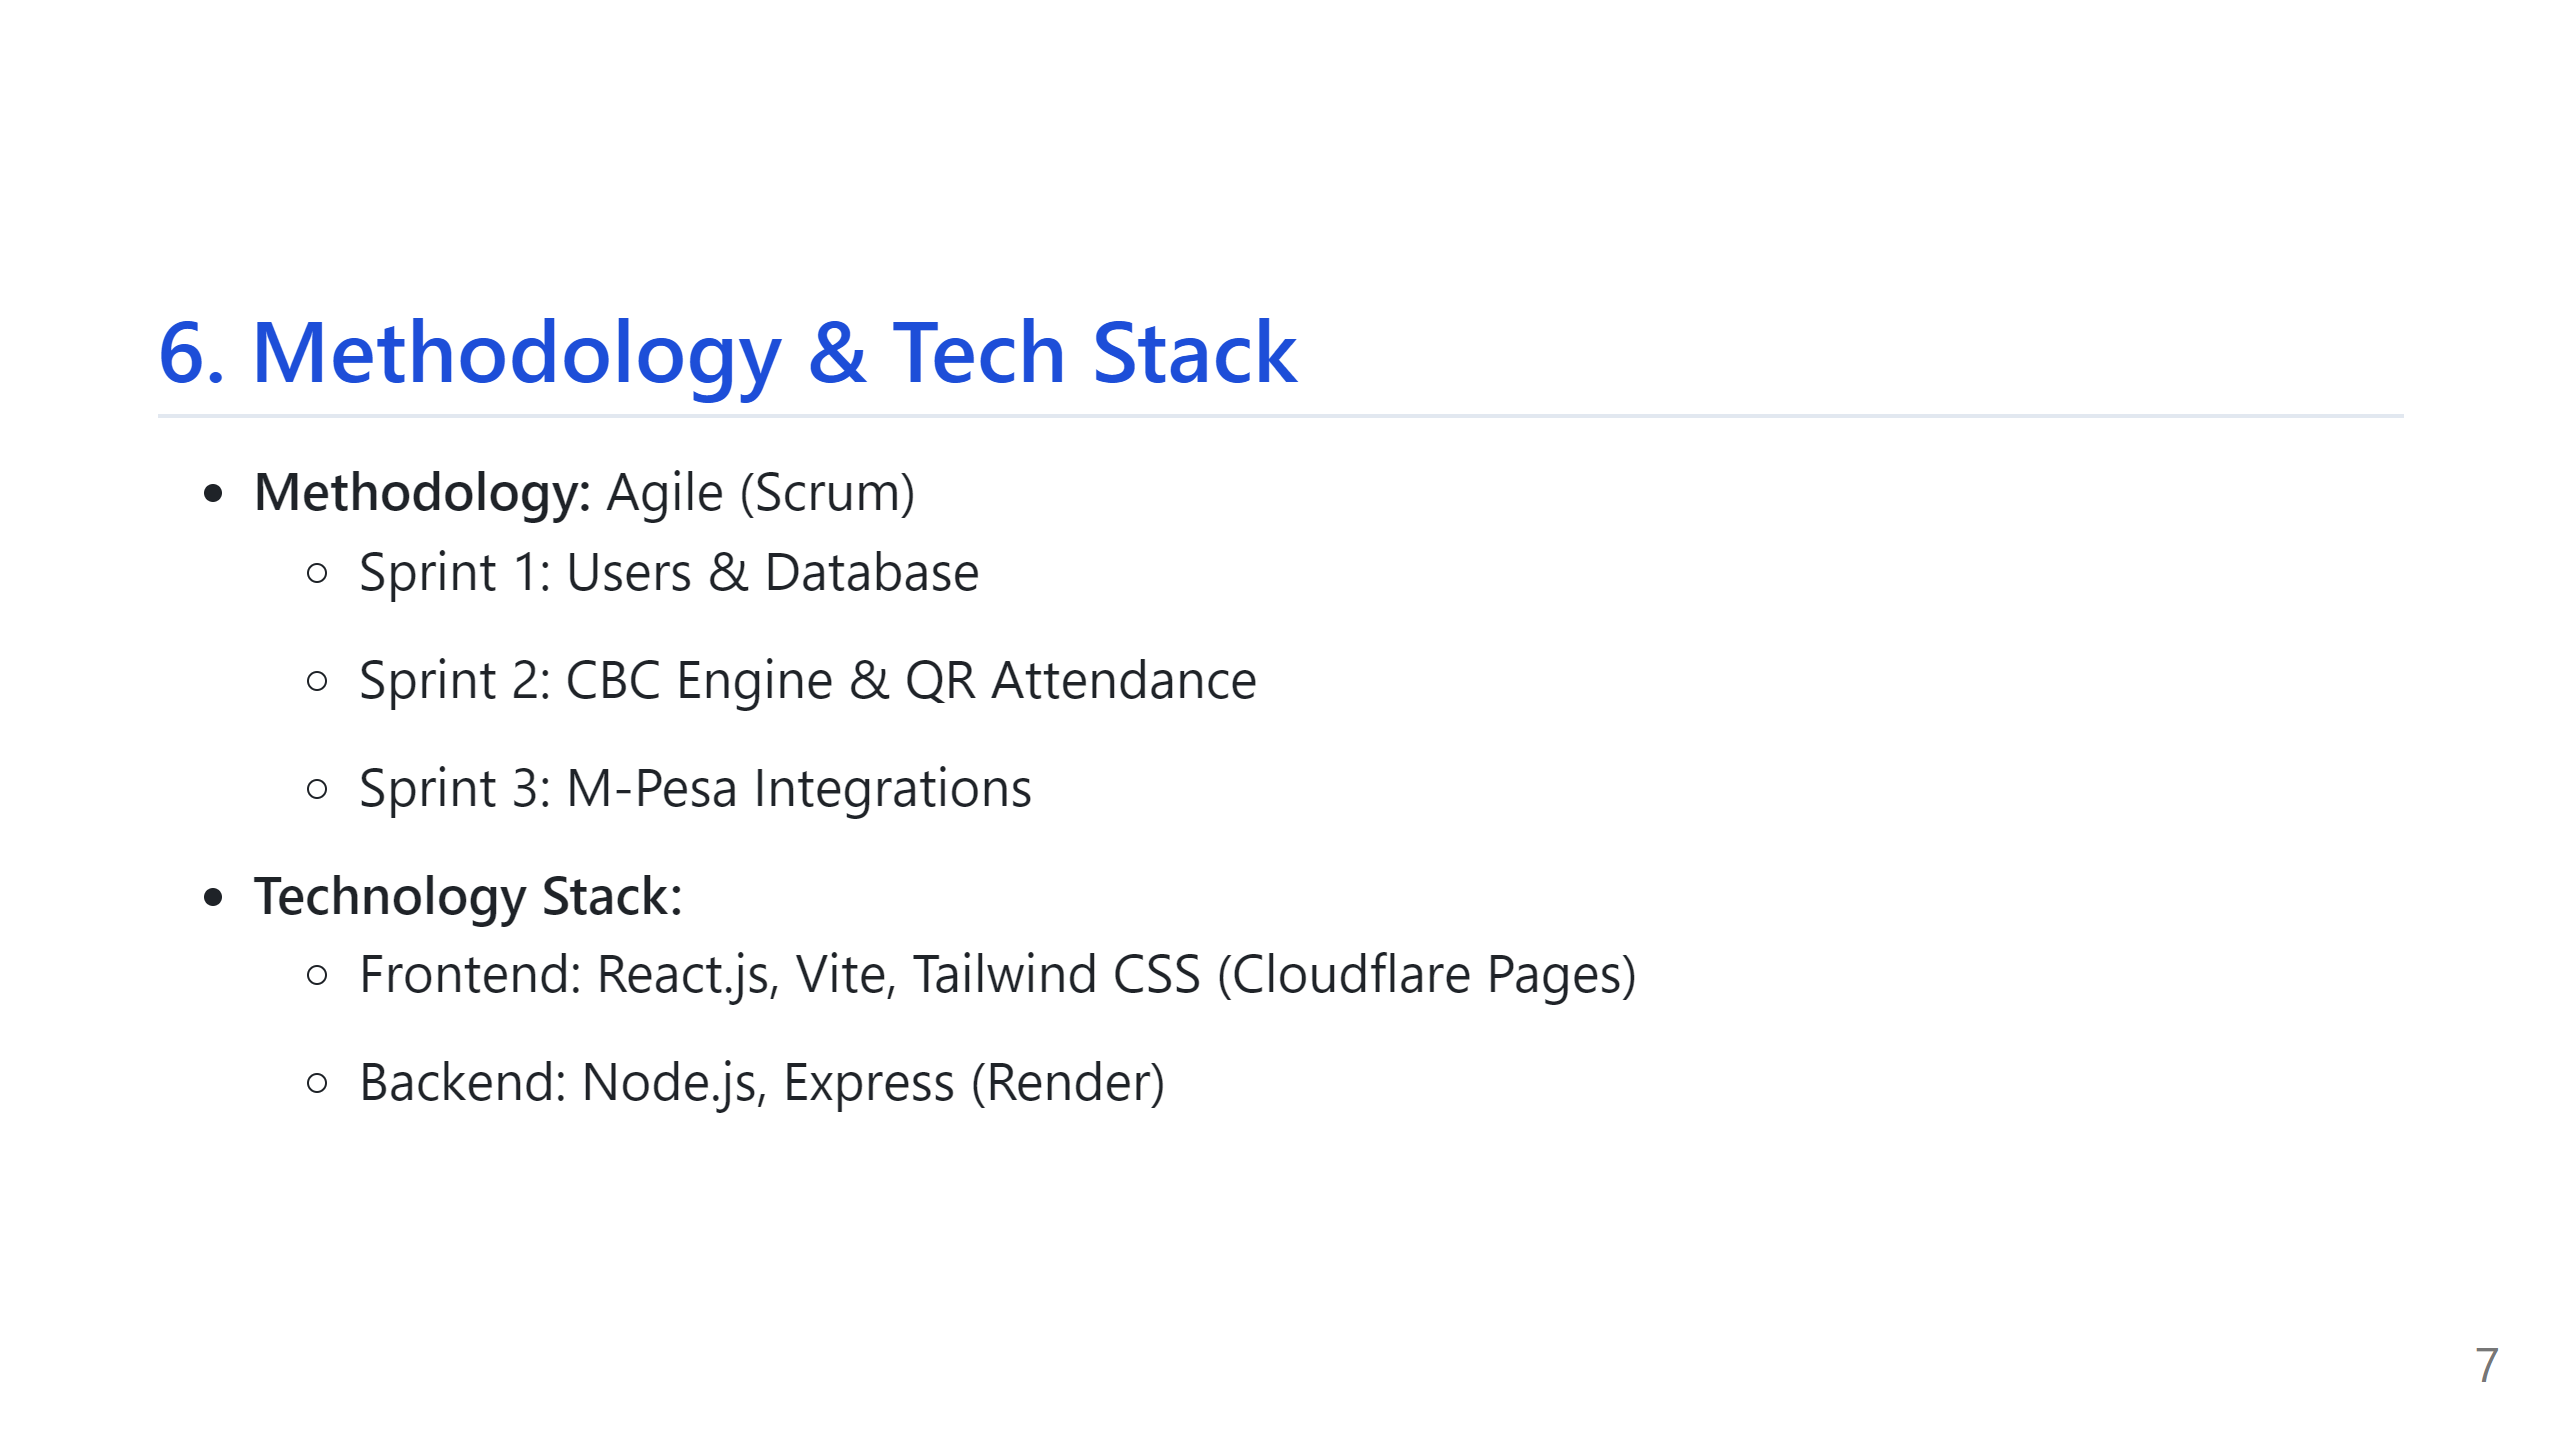 6. Methodology & Tech Stack
• Methodology: Agile (Scrum)
○ Sprint 1: Users & Database
○ Sprint 2: CBC Engine & QR Attendance
○ Sprint 3: M-Pesa Integrations
• Technology Stack:
○ Frontend: React.js, Vite, Tailwind CSS (Cloudflare Pages)
○ Backend: Node.js, Express (Render)
7